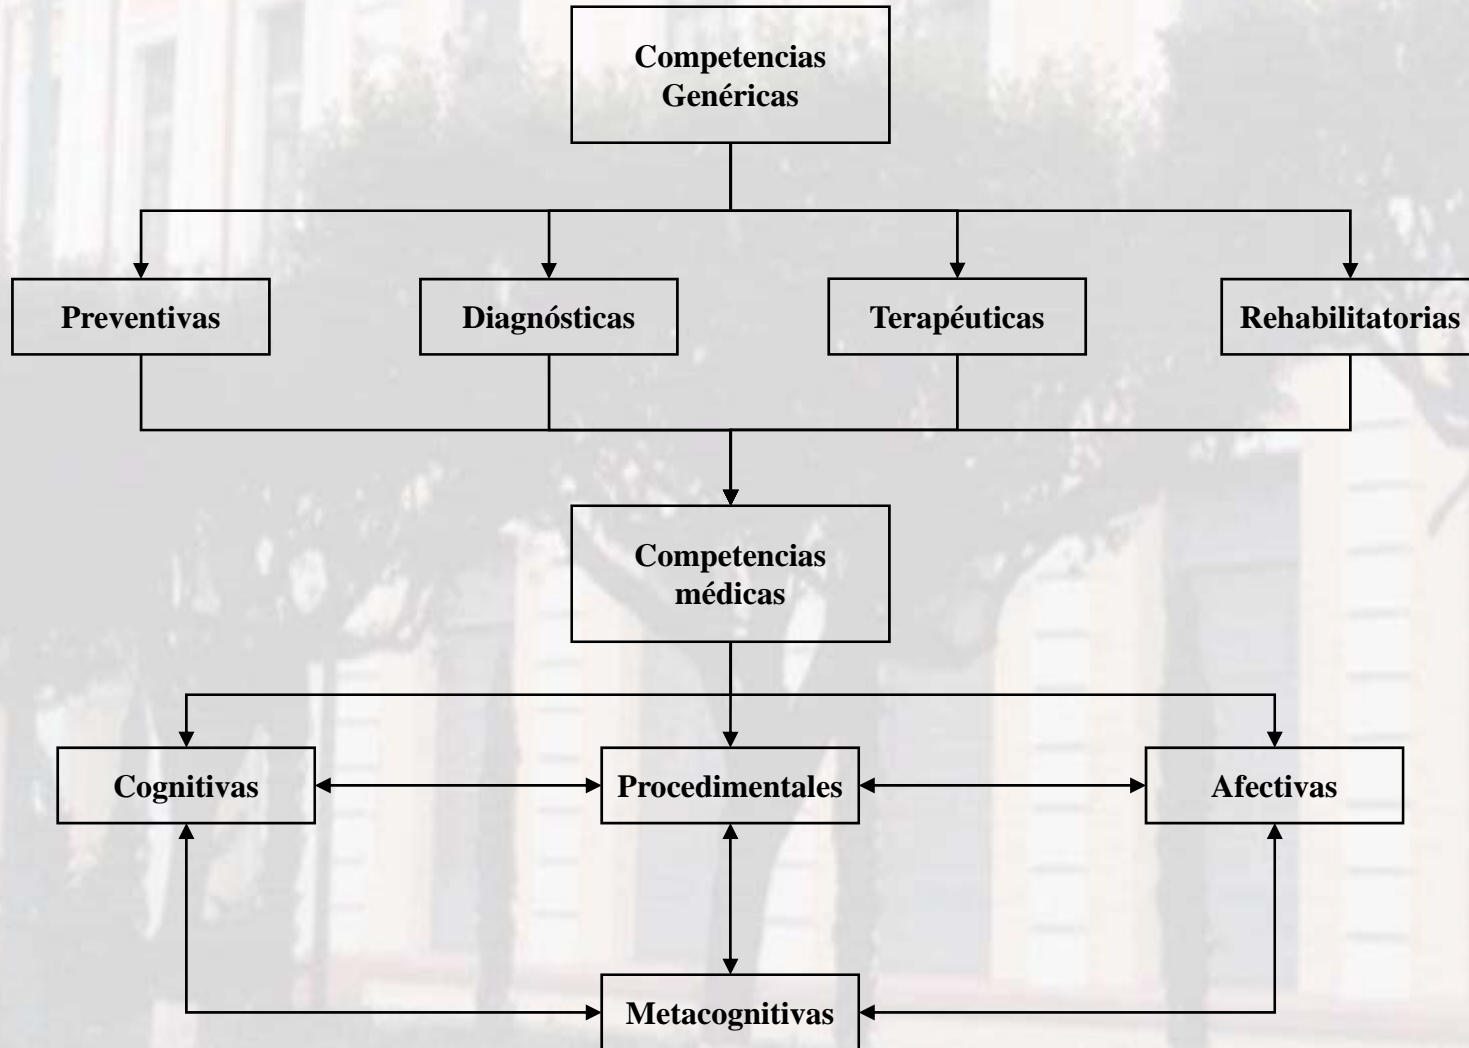 Competencias
Genéricas
Preventivas
Diagnósticas
Terapéuticas
Rehabilitatorias
Competencias
médicas
Cognitivas
Procedimentales
Afectivas
Metacognitivas